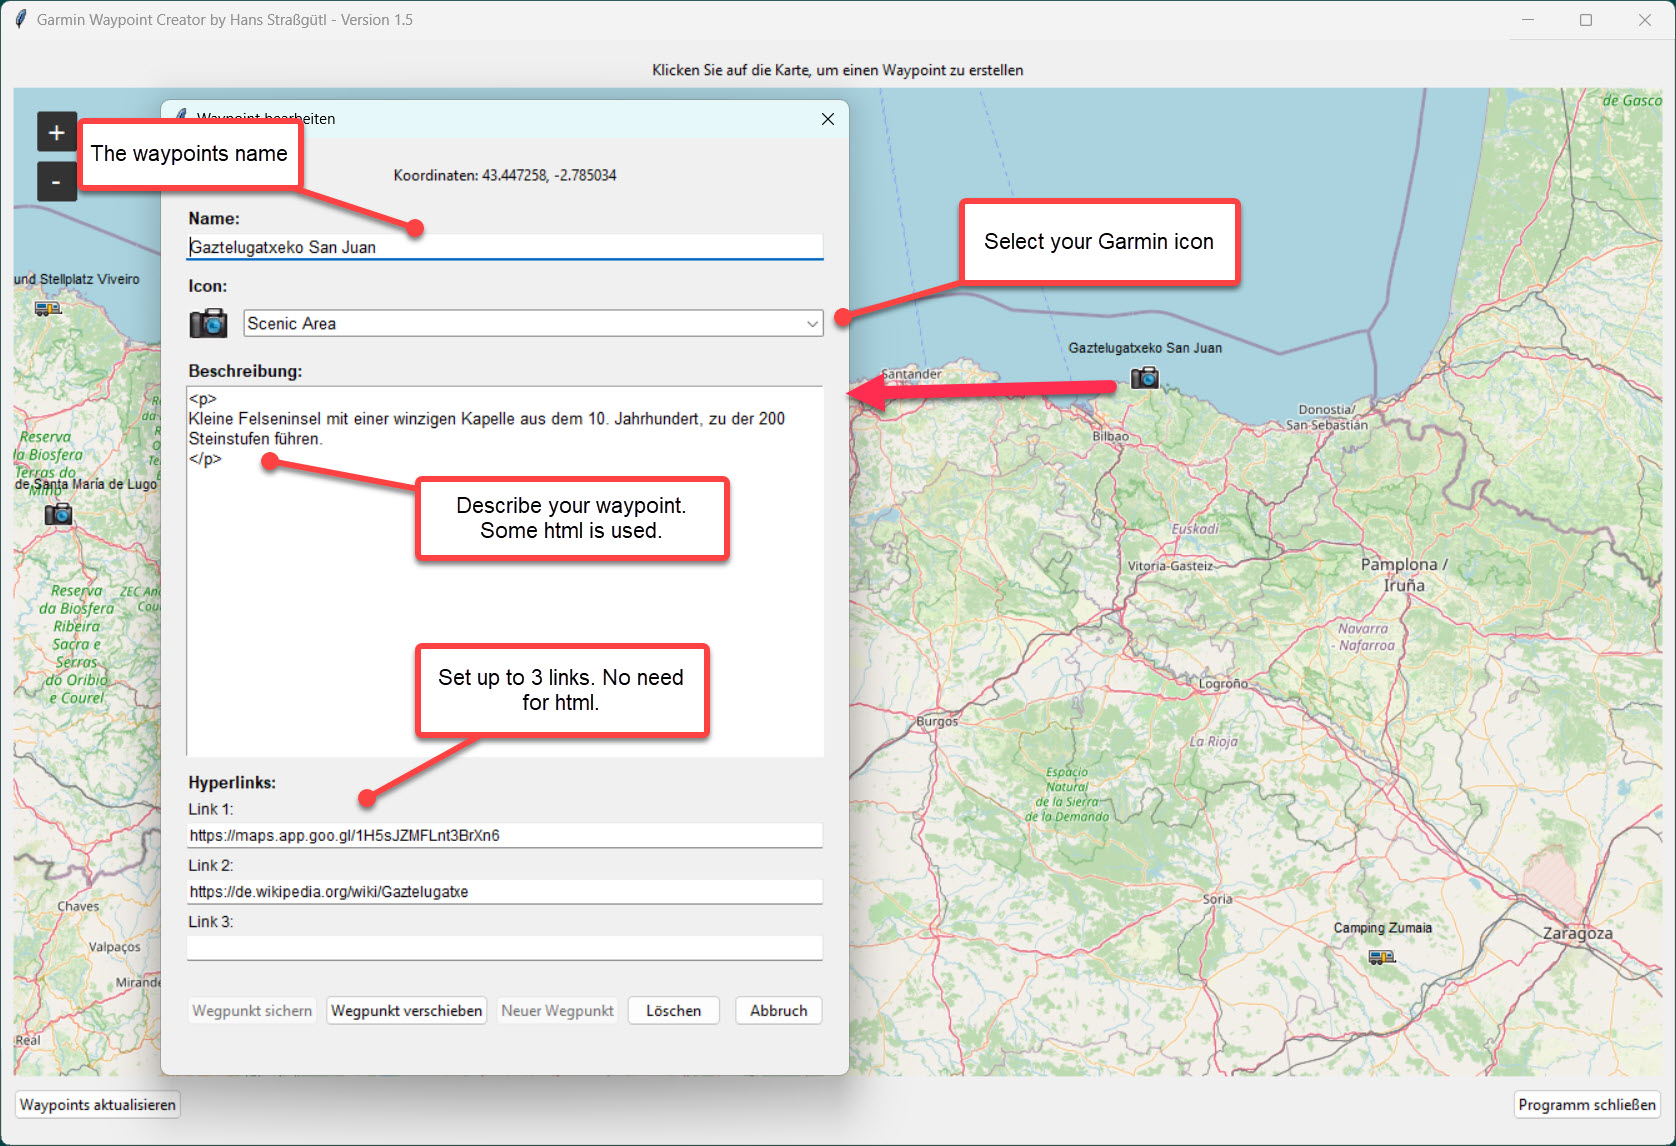 Garmin Waypoint Creator by Hans Straßgütl - Version 1.5
Klicken Sie auf die Karte, um einen Waypoint zu erstellen
+
-
Waypoint bearbeiten
The waypoints name
Koordinaten: 43.447258, -2.785034
Name:
Gaztelugatxeko San Juan
Icon:
Scenic Area
Select your Garmin icon
Beschreibung:
<p>
Kleine Felseninsel mit einer winzigen Kapelle aus dem 10. Jahrhundert, zu der 200
Steinstufen führen.
</p>
Describe your waypoint.
Some html is used.
Set up to 3 links. No need
for html.
Hyperlinks:
Link 1:
https://maps.app.goo.gl/1H5sJZMFLnt3BrXn6
Link 2:
https://de.wikipedia.org/wiki/Gaztelugatxe
Link 3:
Wegpunkt sichern
Wegpunkt verschieben
Neuer Wegpunkt
Löschen
Abbruch
und Stellplatz Viveiro
Reserva
la Biosfera
Terras do
Miño
de Santa María de Lugo
Reserva
da Biosfera
Ribeira
Sacra e
Serras
do Oribio
e Courel
ZEC
Chaves
Valpaços
Real
de Gasco
Gaztelugatxeko San Juan
Santander
Bilbao
Donostia/
San-Sebastián
Euskadi
Vitoria-Gasteiz
Pamplona /
Iruña
Navarra
- Nafarroa
Logroño
Burgos
La Rioja
Espacio
Natural
de la Sierra
de la Demanda
Soria
Camping Zumaia
Zaragoza
Waypoints aktualisieren
Programm schließen